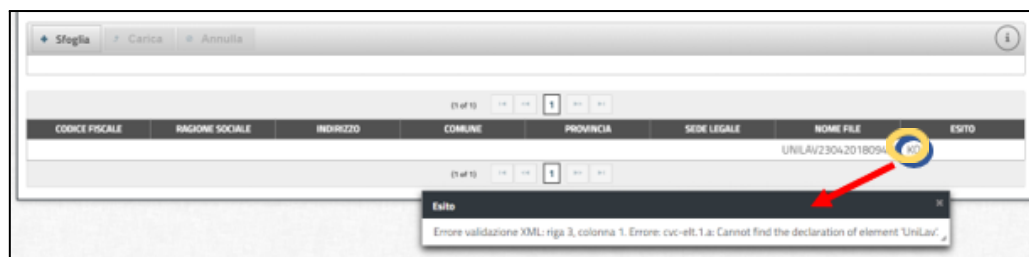 Sfoglia Carica Annulla i
(1 of 1) 1
CODICE FISCALE RAGIONE SOCIALE INDIRIZZO COMUNE PROVINCIA SEDE LEGALE NOME FILE ESITO
UNILAV23042018094 KO
(1 of 1) 1
Esito
Errore validazione XML: riga 3, colonna 1. Errore: cvc-elt.1.a: Cannot find the declaration of element 'UniLav'.